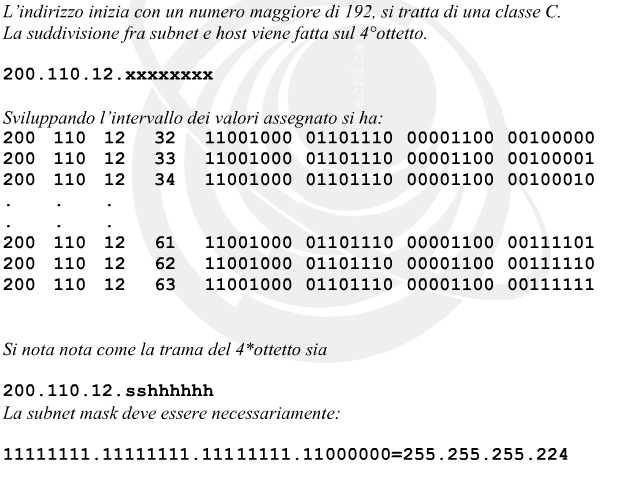 L'indirizzo inizia con un numero maggiore di 192, si tratta di una classe C.
La suddivisione fra subnet e host viene fatta sul 4°ottetto.
200.110.12.xxxxxxxx
Sviluppando l'intervallo dei valori assegnato si ha:
200 110 12 32 11001000 01101110 00001100 00100000
200 110 12 33 11001000 01101110 00001100 00100001
200 110 12 34 11001000 01101110 00001100 00100010
. . .
. . .
200 110 12 61 11001000 01101110 00001100 00111101
200 110 12 62 11001000 01101110 00001100 00111110
200 110 12 63 11001000 01101110 00001100 00111111
Si nota nota come la trama del 4*ottetto sia
200.110.12.sshhhhhh
La subnet mask deve essere necessariamente:
11111111.11111111.11111111.11000000=255.255.255.224